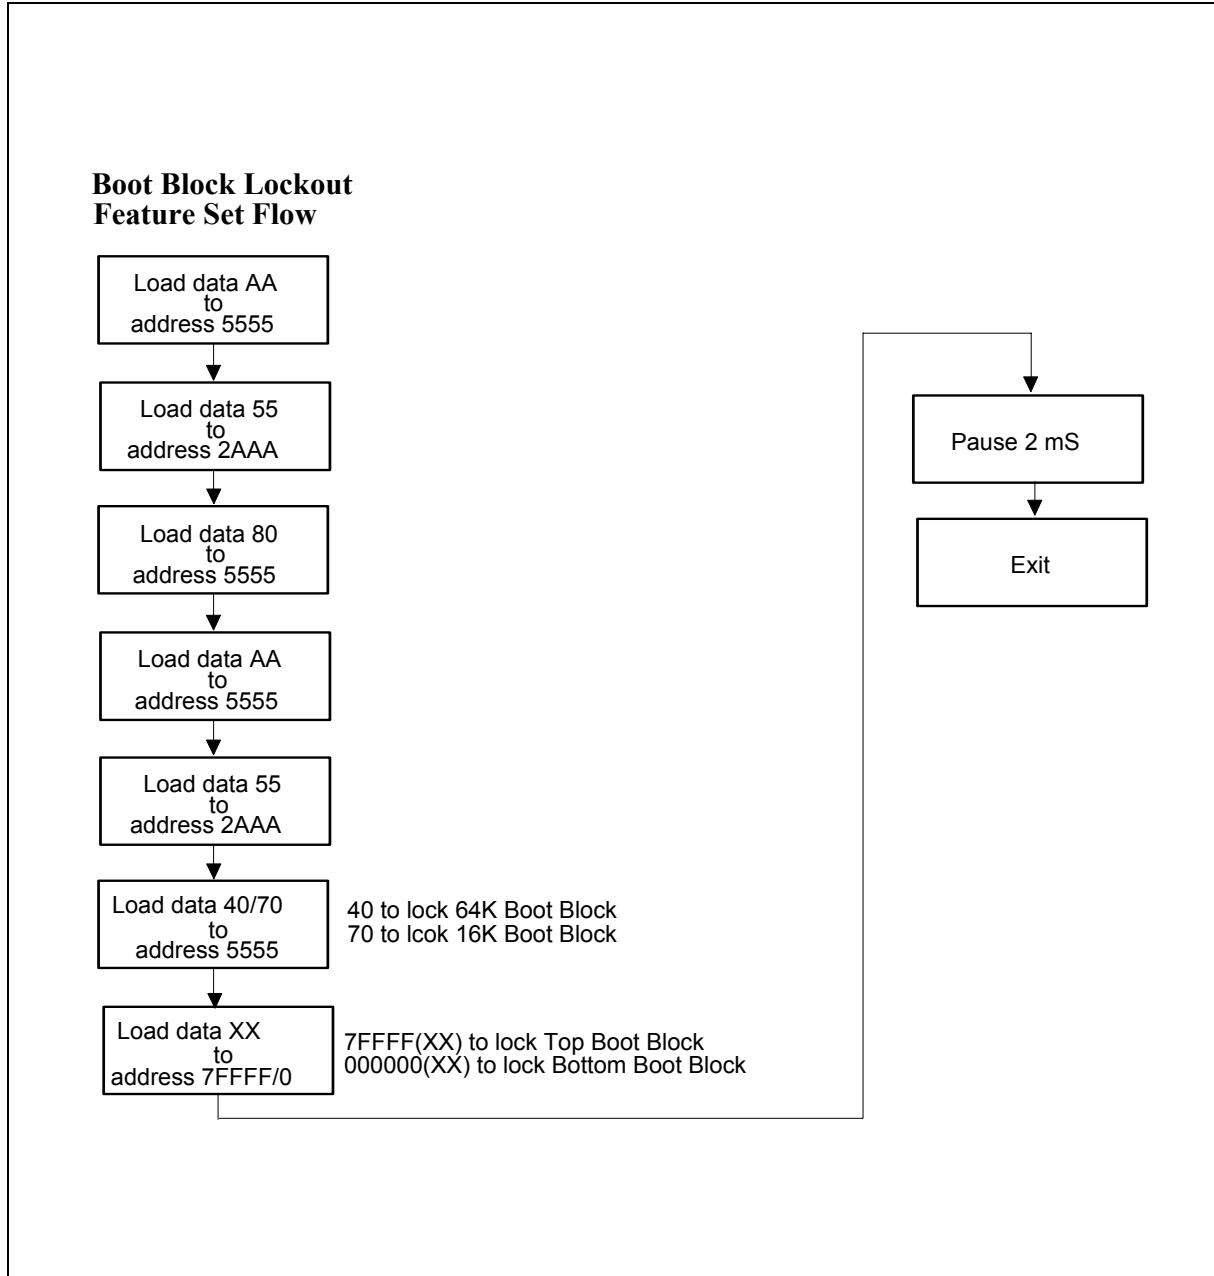 Boot Block Lockout
Feature Set Flow
Load data AA
to
address 5555
Load data 55
to
address 2AAA
Load data 80
to
address 5555
Load data AA
to
address 5555
Load data 55
to
address 2AAA
Load data 40/70
to
address 5555
40 to lock 64K Boot Block
70 to lcok 16K Boot Block
Load data XX
to
address 7FFFF/0
7FFFF(XX) to lock Top Boot Block
000000(XX) to lock Bottom Boot Block
Pause 2 mS
Exit